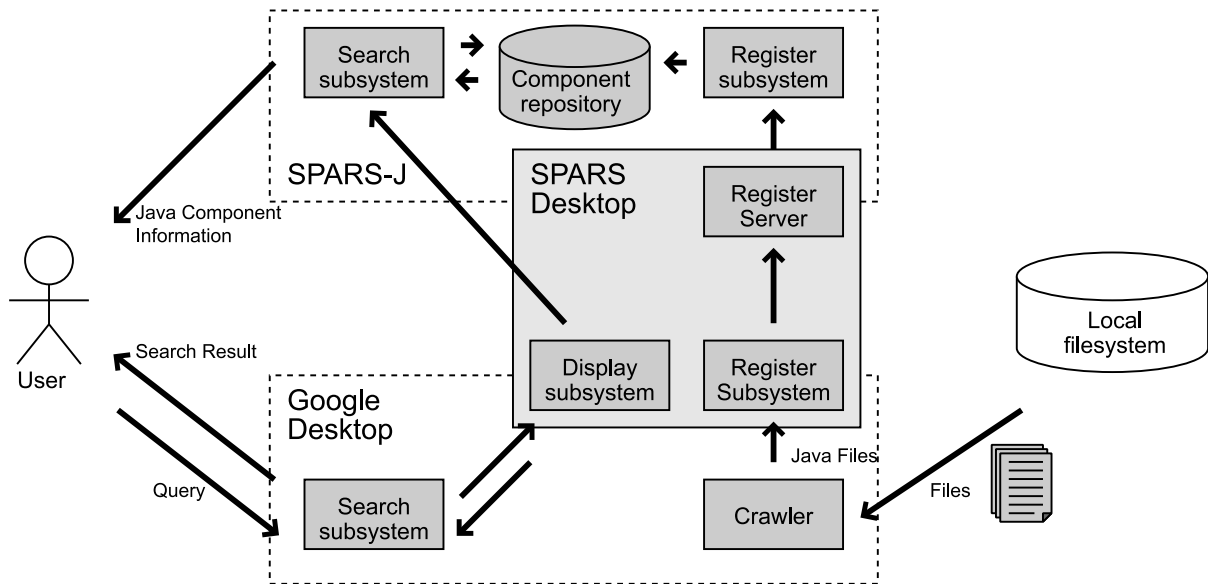 Search
subsystem
Component
repository
Register
subsystem
SPARS-J
SPARS
Desktop
Register
Server
Java Component
Information
User
Search Result
Query
Display
subsystem
Register
Subsystem
Local
filesystem
Google
Desktop
Java Files
Search
subsystem
Crawler
Files